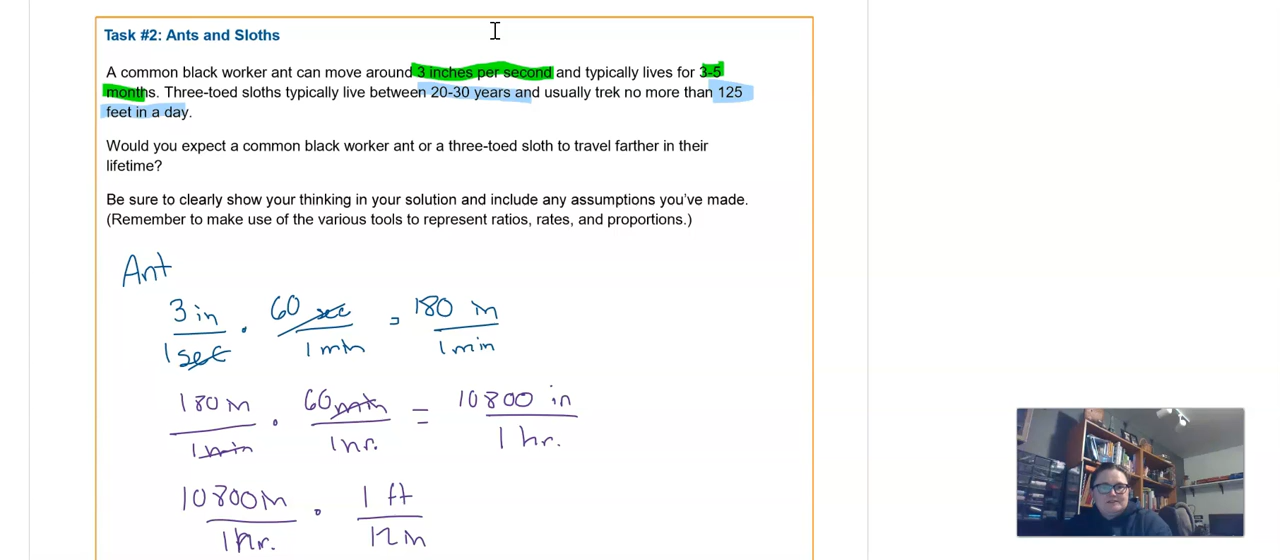 Task #2: Ants and Sloths
A common black worker ant can move around 3 inches per second and typically lives for 3-5
months. Three-toed sloths typically live between 20-30 years and usually trek no more than 125
feet in a day.
Would you expect a common black worker ant or a three-toed sloth to travel farther in their
lifetime?
Be sure to clearly show your thinking in your solution and include any assumptions you've made.
(Remember to make use of the various tools to represent ratios, rates, and proportions.)
Ant
3 in / 1 sec · 60 sec / 1 min = 180 in / 1 min
180 in / 1 min · 60 min / 1 hr. = 10800 in / 1 hr.
10800 in / 1 hr. · 1 ft / 12 in